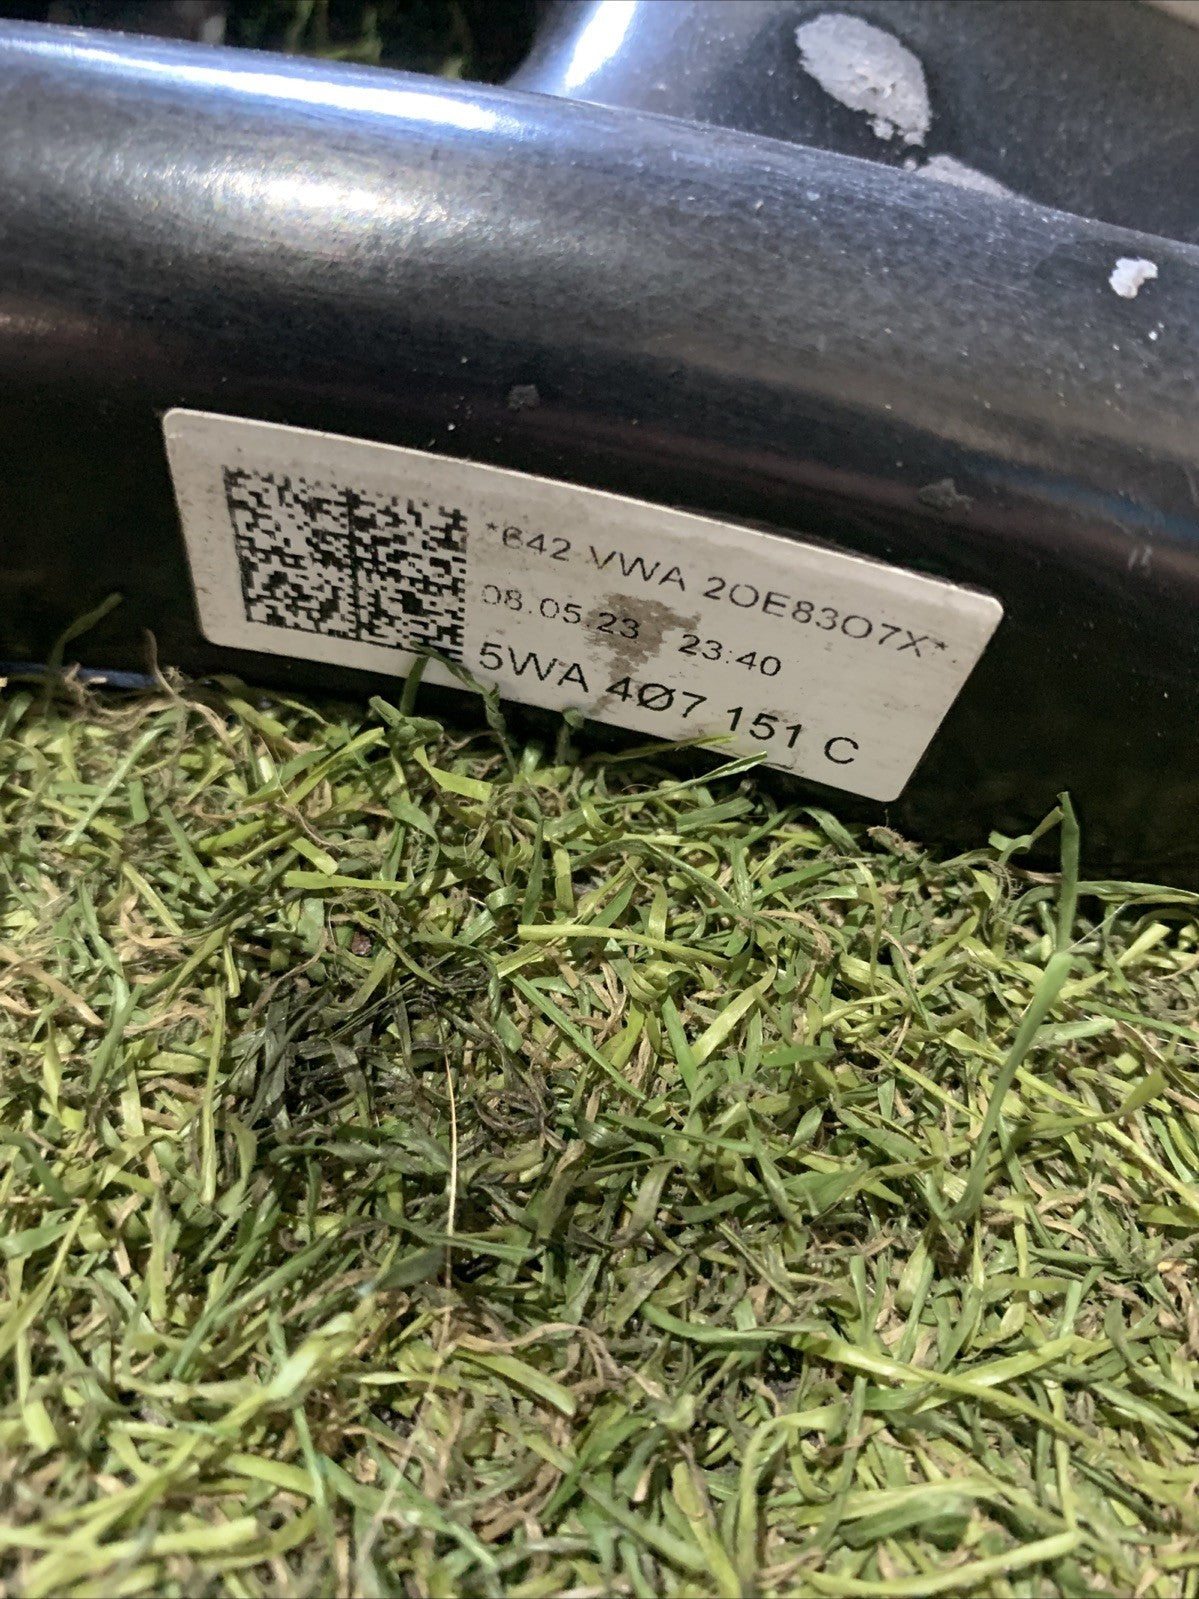 *642 VWA 2OE83O7X*
08.05.23 23:40
5WA 4Ø7 151 C